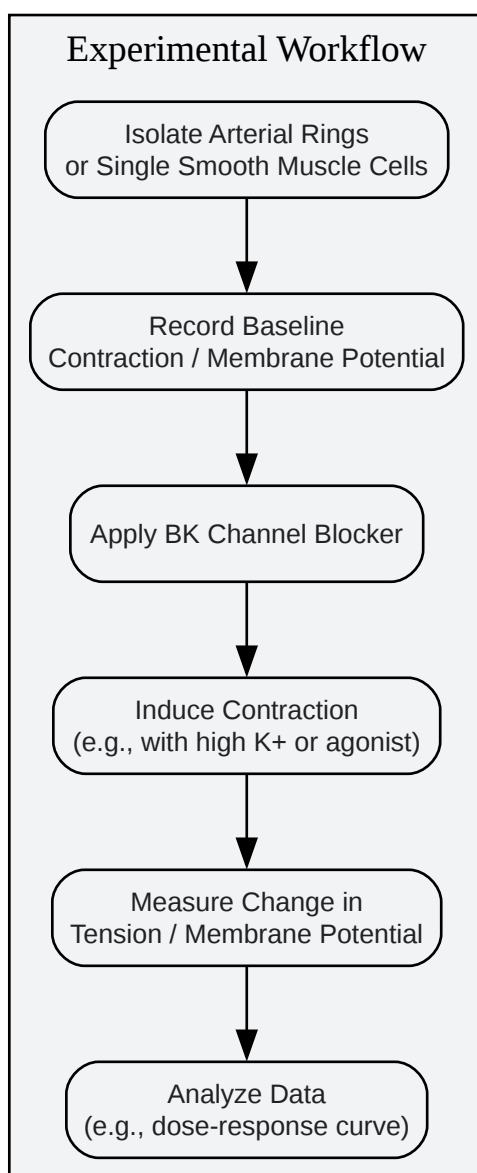 Experimental Workflow
Isolate Arterial Rings
or Single Smooth Muscle Cells
Record Baseline
Contraction / Membrane Potential
Apply BK Channel Blocker
Induce Contraction
(e.g., with high K+ or agonist)
Measure Change in
Tension / Membrane Potential
Analyze Data
(e.g., dose-response curve)